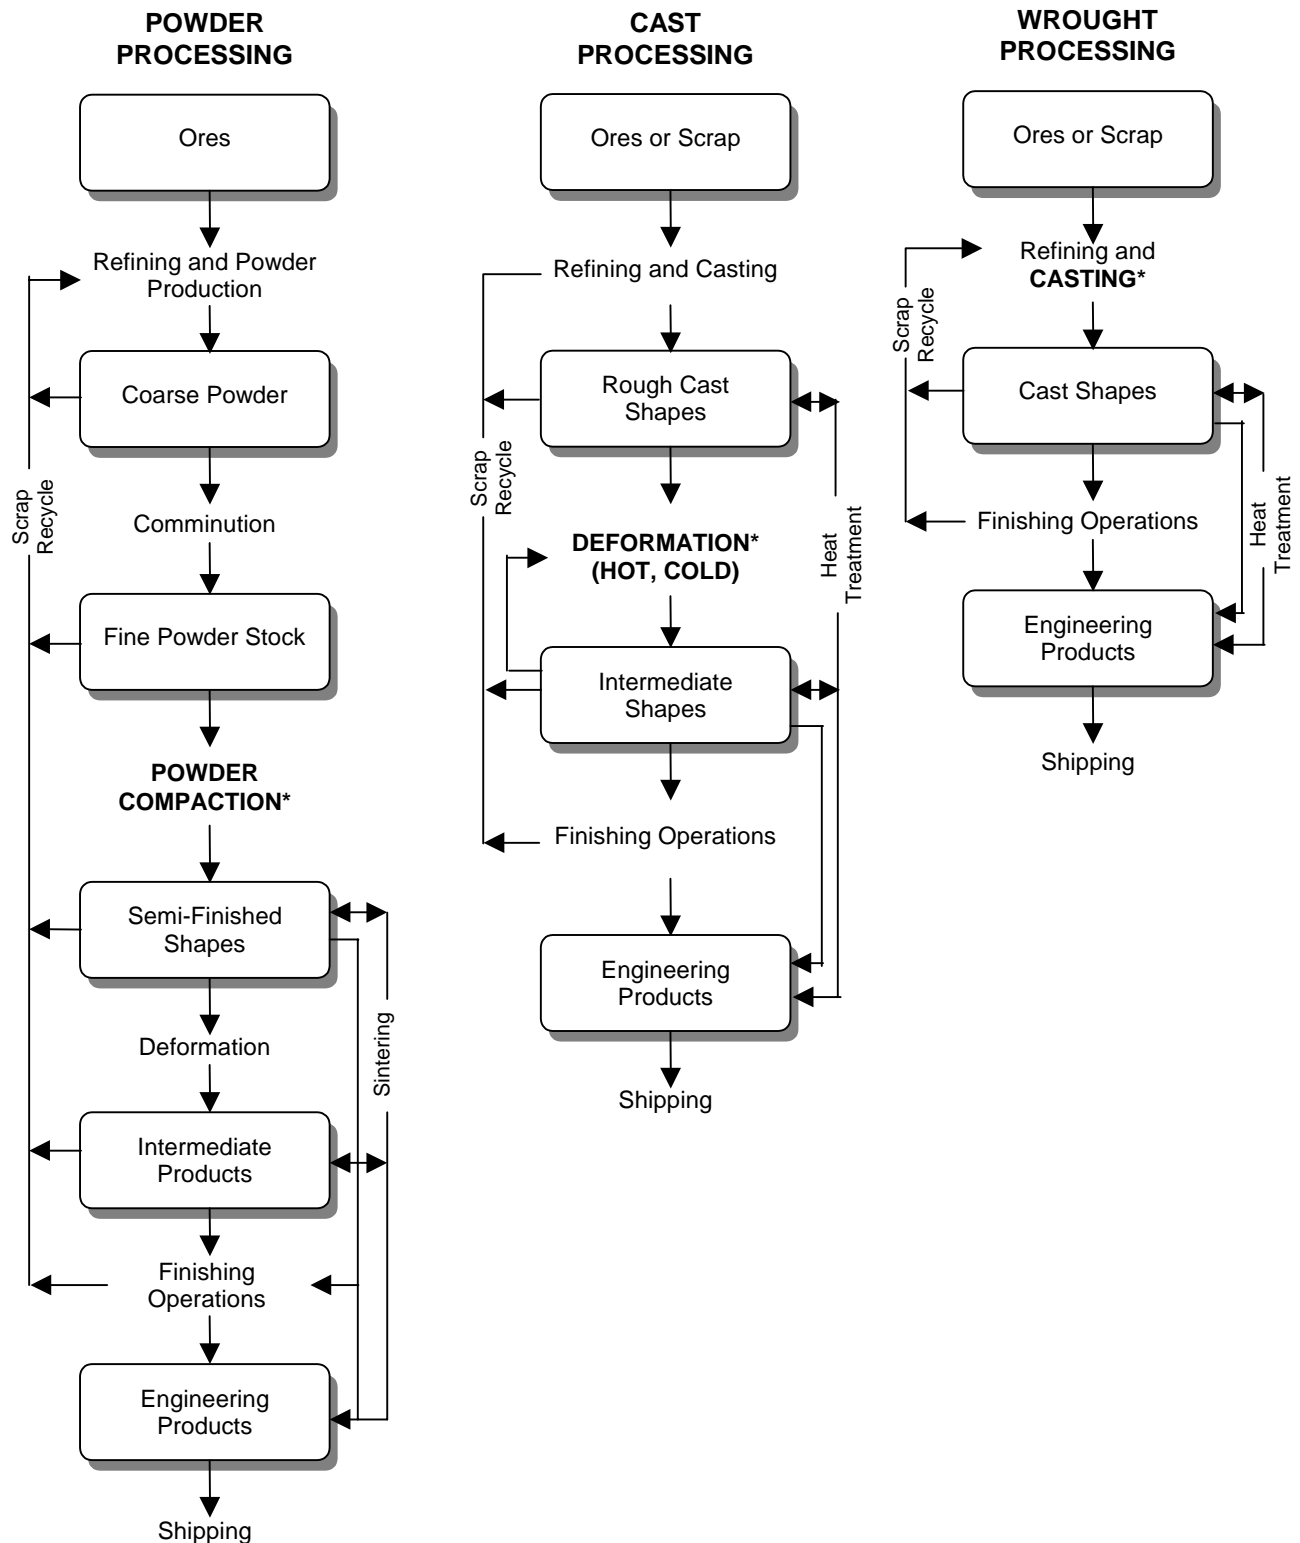 POWDER
PROCESSING
Ores
Refining and Powder
Production
Coarse Powder
Comminution
Fine Powder Stock
POWDER
COMPACTION*
Semi-Finished
Shapes
Deformation
Intermediate
Products
Finishing
Operations
Engineering
Products
Shipping
Scrap
Recycle
Sintering
CAST
PROCESSING
Ores or Scrap
Refining and Casting
Rough Cast
Shapes
DEFORMATION*
(HOT, COLD)
Intermediate
Shapes
Finishing Operations
Engineering
Products
Shipping
Scrap
Recycle
Heat
Treatment
WROUGHT
PROCESSING
Ores or Scrap
Refining and
CASTING*
Cast Shapes
Finishing Operations
Engineering
Products
Shipping
Scrap
Recycle
Heat
Treatment